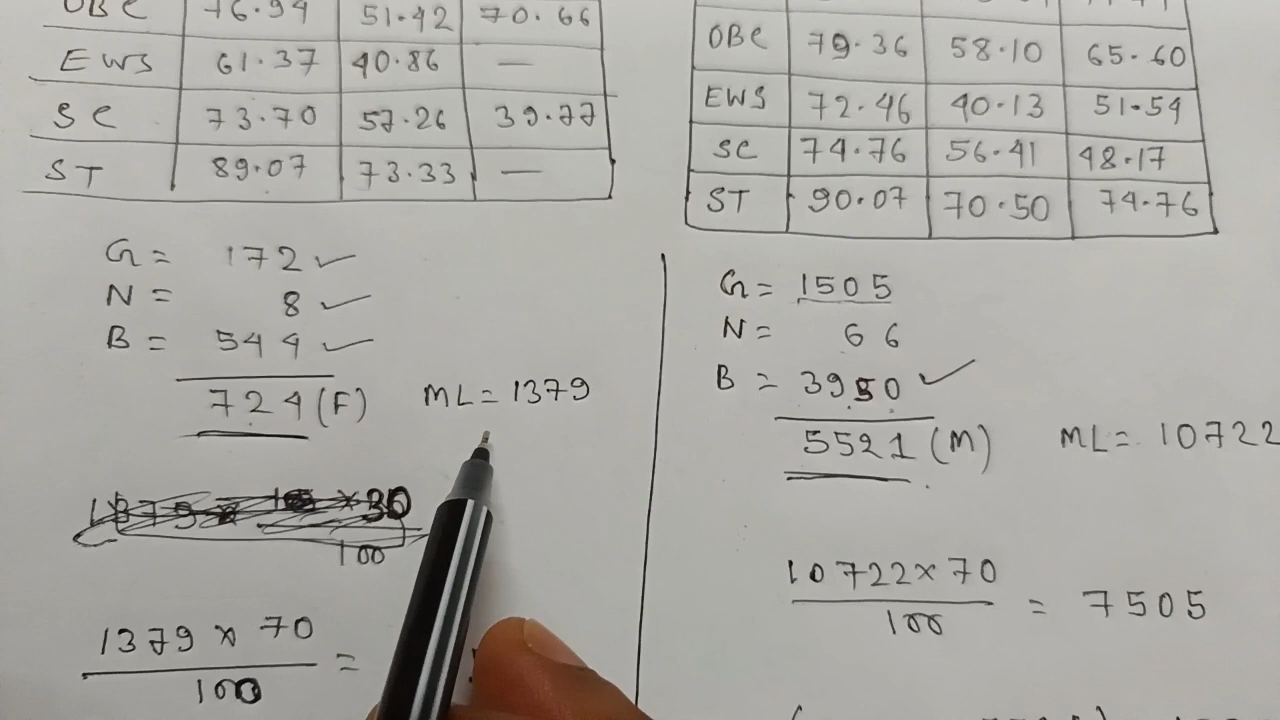 OBC 76.94 51.42 70.66
EWS 61.37 40.86 —
SC 73.70 57.26 39.77
ST 89.07 73.33 —
G = 172 ✓
N = 8 ✓
B = 544 ✓
724 (F) ML = 1379
100
1379 × 70
100
=
OBC 79.36 58.10 65.60
EWS 72.46 40.13 51.54
SC 74.76 56.41 48.17
ST 90.07 70.50 74.76
G = 1505
N = 66
B = 3950 ✓
5521 (M) ML = 10722
10722 × 70
100
= 7505